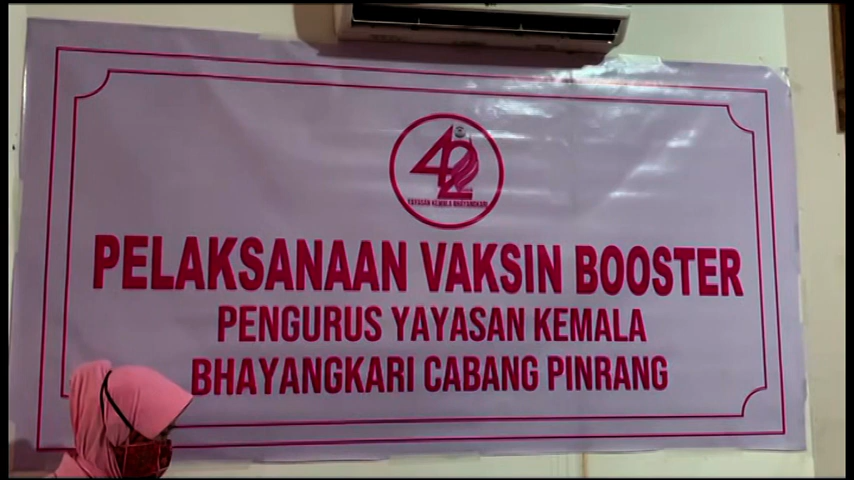 42
YAYASAN KEMALA BHAYANGKARI
PELAKSANAAN VAKSIN BOOSTER
PENGURUS YAYASAN KEMALA
BHAYANGKARI CABANG PINRANG